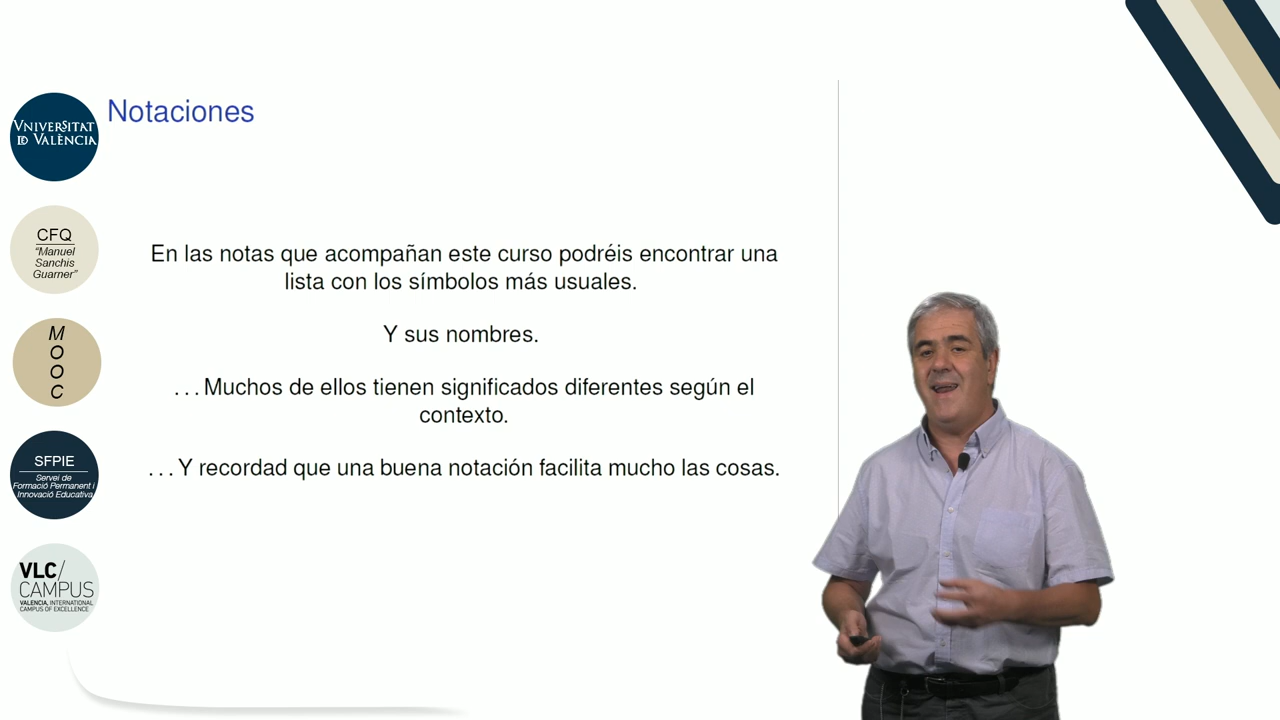 Notaciones
VNIVERSITAT
ID VALÈNCIA
CFQ
"Manuel
Sanchis
Guarner"
M
O
O
C
SFPIE
Servei de
Formació Permanent i
Innovació Educativa
VLC/
CAMPUS
VALENCIA, INTERNATIONAL
CAMPUS OF EXCELLENCE
En las notas que acompañan este curso podréis encontrar una
lista con los símbolos más usuales.
Y sus nombres.
...Muchos de ellos tienen significados diferentes según el
contexto.
...Y recordad que una buena notación facilita mucho las cosas.